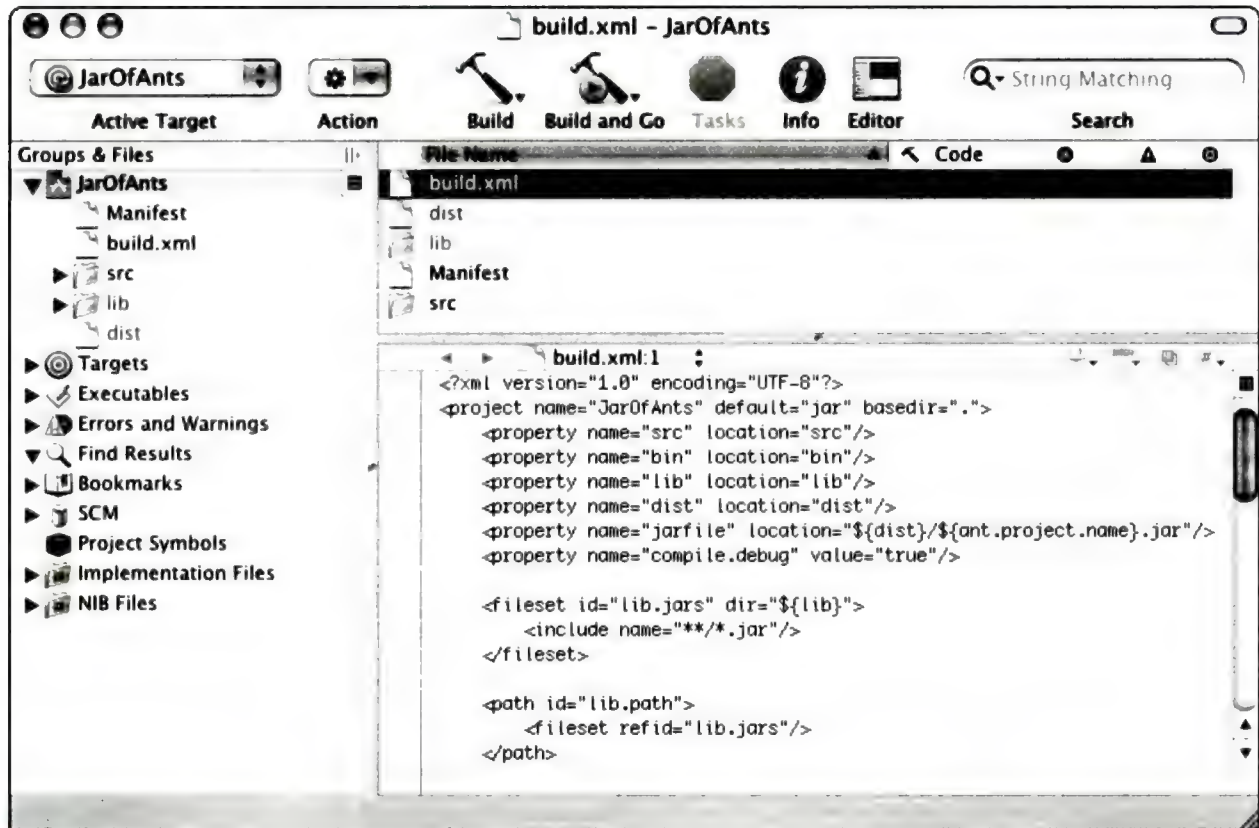 build.xml – JarOfAnts
JarOfAnts
String Matching
Active Target
Action
Build
Build and Go
Tasks
Info
Editor
Search
Groups & Files
JarOfAnts
Manifest
build.xml
src
lib
dist
Targets
Executables
Errors and Warnings
Find Results
Bookmarks
SCM
Project Symbols
Implementation Files
NIB Files
File Name
Code
build.xml
dist
lib
Manifest
src
build.xml:1
<?xml version="1.0" encoding="UTF-8"?>
<project name="JarOfAnts" default="jar" basedir=".">
<property name="src" location="src"/>
<property name="bin" location="bin"/>
<property name="lib" location="lib"/>
<property name="dist" location="dist"/>
<property name="jarfile" location="${dist}/${ant.project.name}.jar"/>
<property name="compile.debug" value="true"/>
<fileset id="lib.jars" dir="${lib}">
<include name="**/*.jar"/>
</fileset>
<path id="lib.path">
<fileset refid="lib.jars"/>
</path>